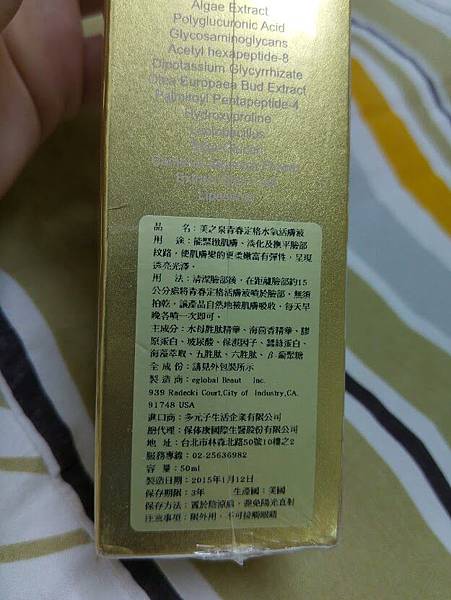 Algae Extract
Polyglucuronic Acid
Glycosaminoglycans
Acetyl hexapeptide-8
Dipotassium Glycyrrhizate
Olea Europaea Bud Extract
Palmitoyl Pentapeptide-4
Hydroxyproline
Lactobacillus
品　　名：美之泉青春定格水氧活膚液
用　　途：能緊緻肌膚、淡化及撫平臉部
紋路，使肌膚變的更柔嫩富有彈性，呈現
透亮光澤。
用　　法：清潔臉部後，在距離臉部約15
公分處將青春定格活膚液噴於臉部。無須
拍乾，讓產品自然地被肌膚吸收，每天早
晚各噴一次即可。
主成分：水母胜肽精華、海茴香精華、膠
原蛋白、玻尿酸、保濕因子、蠶絲蛋白、
海藻萃取、五胜肽、六胜肽、β-葡聚醣
全 成 份：請見外包裝所示
製 造 商：eglobal Beaut Inc.
939 Radecki Court,City of Industry,CA.
91748 USA
進口商：多元子生活企業有限公司
總代理：保係康國際生醫股份有限公司
地　址：台北市林森北路50號10樓之2
服務專線：02-25636982
容　量：50ml
製造日期：2015年1月12日
保存期限：3年　生產國：美國
保存方法：置於陰涼處，避免陽光直射
注意事項：限外用，不可接觸眼睛